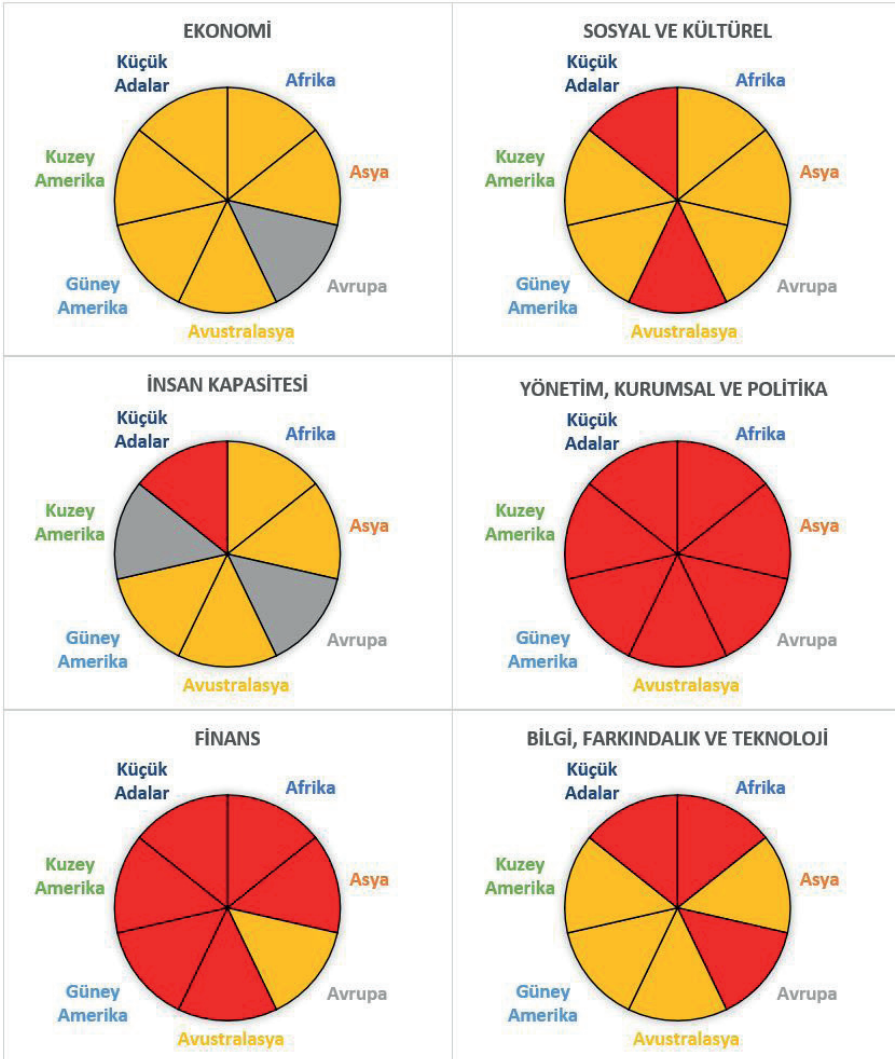 EKONOMİ
Küçük
Adalar
Afrika
Kuzey
Amerika
Asya
Güney
Amerika
Avrupa
Avustralasya
SOSYAL VE KÜLTÜREL
Küçük
Adalar
Afrika
Kuzey
Amerika
Asya
Güney
Amerika
Avrupa
Avustralasya
İNSAN KAPASİTESİ
Küçük
Adalar
Afrika
Kuzey
Amerika
Asya
Güney
Amerika
Avrupa
Avustralasya
YÖNETİM, KURUMSAL VE POLİTİKA
Küçük
Adalar
Afrika
Kuzey
Amerika
Asya
Güney
Amerika
Avrupa
Avustralasya
FİNANS
Küçük
Adalar
Afrika
Kuzey
Amerika
Asya
Güney
Amerika
Avrupa
Avustralasya
BİLGİ, FARKINDALIK VE TEKNOLOJİ
Küçük
Adalar
Afrika
Kuzey
Amerika
Asya
Güney
Amerika
Avrupa
Avustralasya